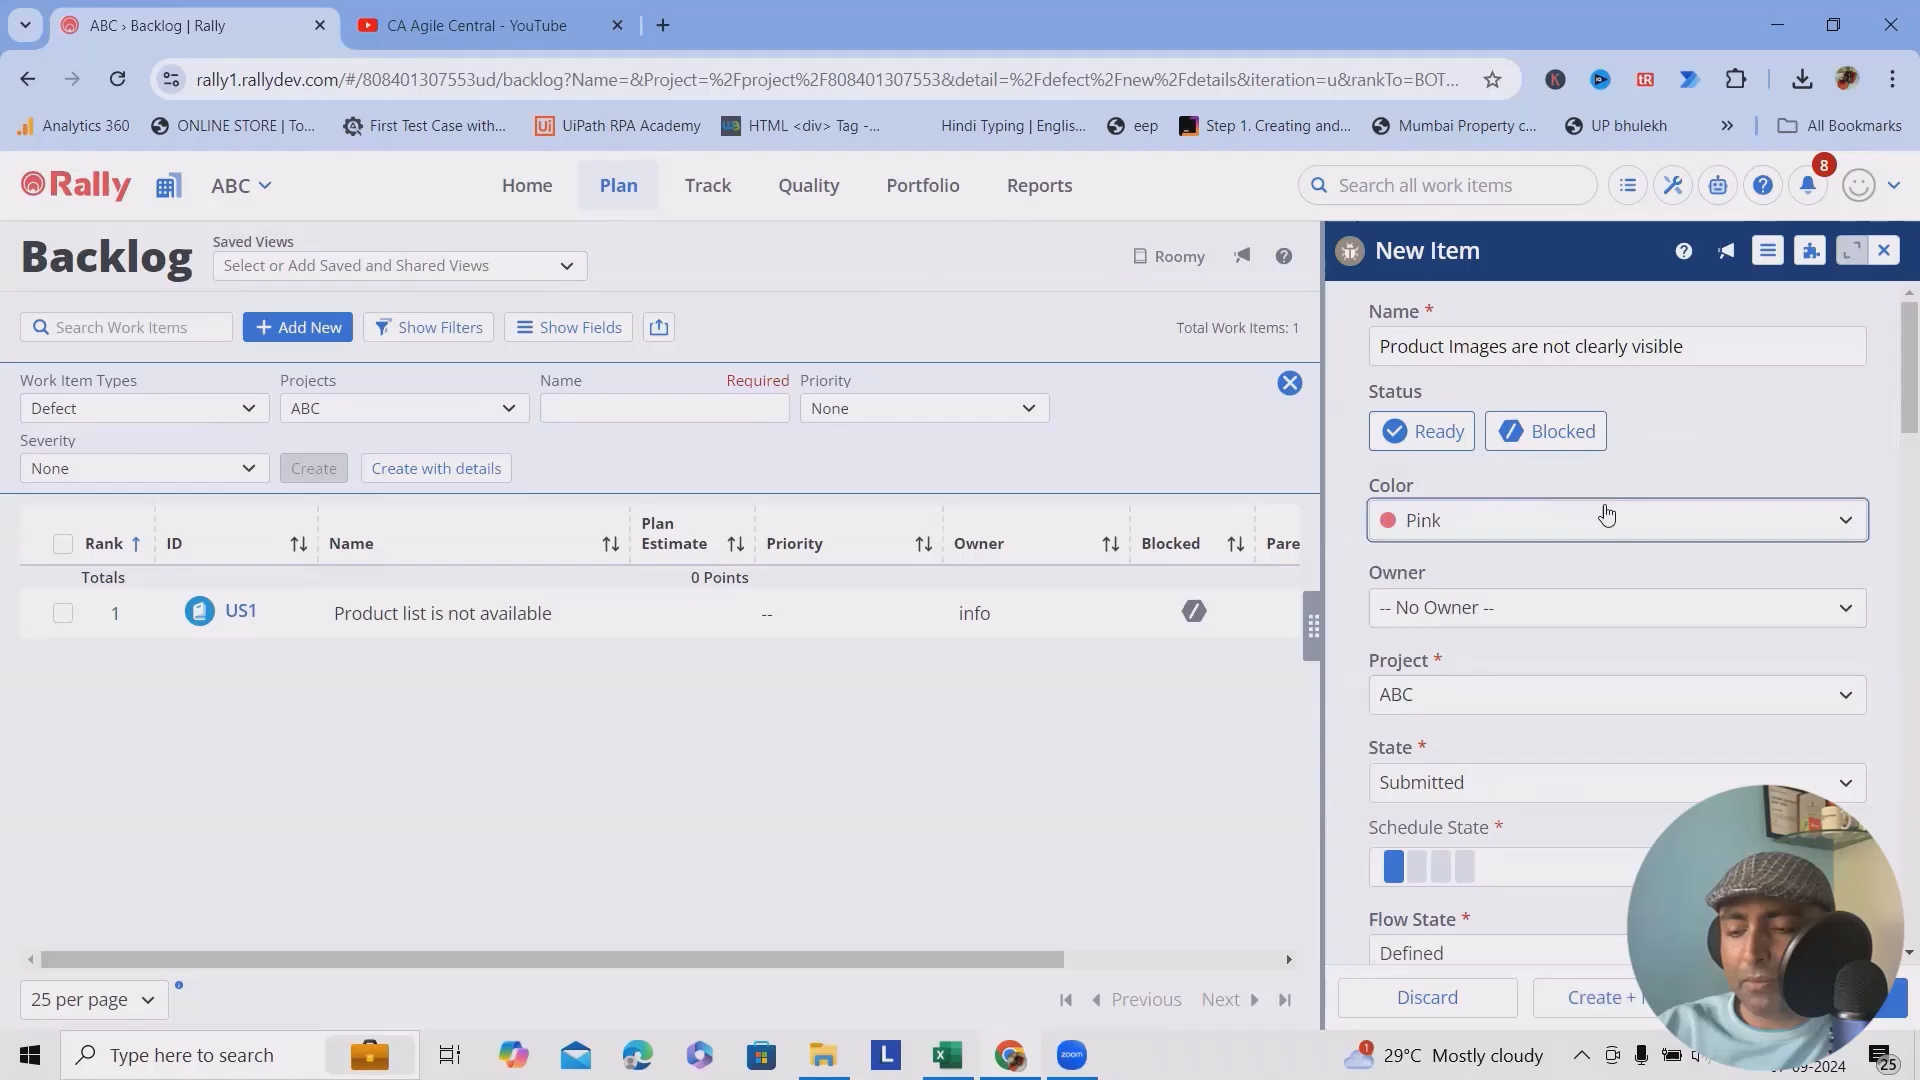 ABC › Backlog | Rally
CA Agile Central - YouTube
rally1.rallydev.com/#/808401307553ud/backlog?Name=&Project=%2Fproject%2F808401307553&detail=%2Fdefect%2Fnew%2Fdetails&iteration=u&rankTo=BOT...
Analytics 360
ONLINE STORE | To...
First Test Case with...
UiPath RPA Academy
HTML <div> Tag -...
Hindi Typing | Englis...
eep
Step 1. Creating and...
Mumbai Property c...
UP bhulekh
All Bookmarks
Rally
ABC
Home
Plan
Track
Quality
Portfolio
Reports
Search all work items
8
Backlog
Saved Views
Select or Add Saved and Shared Views
Roomy
Search Work Items
+ Add New
Show Filters
Show Fields
Total Work Items: 1
Work Item Types
Projects
Name
Required
Priority
Defect
ABC
None
Severity
None
Create
Create with details
Rank
ID
Name
Plan Estimate
Priority
Owner
Blocked
Pare
Totals
0 Points
1
US1
Product list is not available
--
info
25 per page
Previous
Next
New Item
Name *
Product Images are not clearly visible
Status
Ready
Blocked
Color
Pink
Owner
-- No Owner --
Project *
ABC
State *
Submitted
Schedule State *
Flow State *
Defined
Discard
Create +
Type here to search
L
zoom
1
29°C Mostly cloudy
-09-2024
25